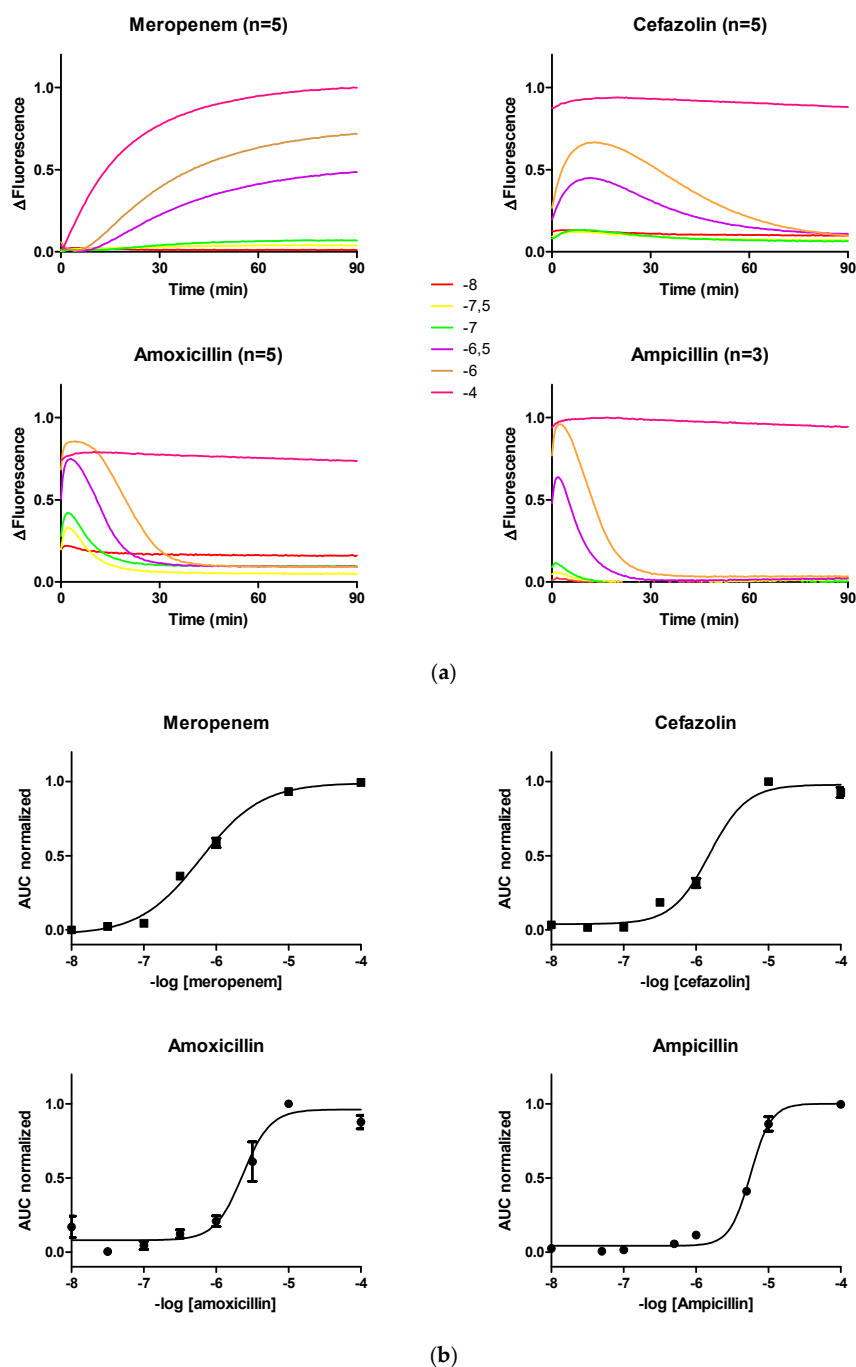 Meropenem (n=5)
1.0
0.5
0.0
ΔFluorescence
0 30 60 90
Time (min)
Cefazolin (n=5)
1.0
0.5
0.0
ΔFluorescence
0 30 60 90
Time (min)
-8
-7,5
-7
-6,5
-6
-4
Amoxicillin (n=5)
1.0
0.5
0.0
ΔFluorescence
0 30 60 90
Time (min)
Ampicillin (n=3)
1.0
0.5
0.0
ΔFluorescence
0 30 60 90
Time (min)
(a)
Meropenem
1.0
0.5
0.0
AUC normalized
-8 -7 -6 -5 -4
-log [meropenem]
Cefazolin
1.0
0.5
0.0
AUC normalized
-8 -7 -6 -5 -4
-log [cefazolin]
Amoxicillin
1.0
0.5
0.0
AUC normalized
-8 -7 -6 -5 -4
-log [amoxicillin]
Ampicillin
1.0
0.5
0.0
AUC normalized
-8 -7 -6 -5 -4
-log [Ampicillin]
(b)